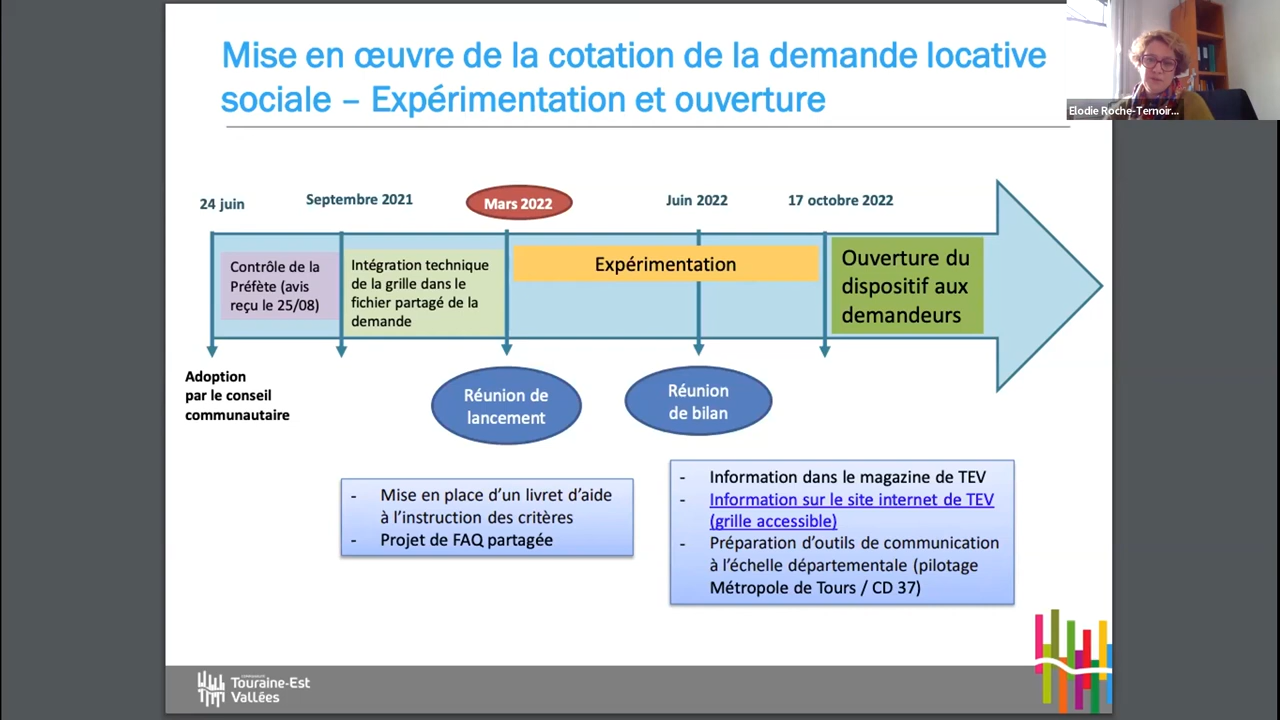 Mise en œuvre de la cotation de la demande locative
sociale – Expérimentation et ouverture
Elodie Roche-Ternoir...
24 juin
Septembre 2021
Mars 2022
Juin 2022
17 octobre 2022
Contrôle de la
Préfète (avis
reçu le 25/08)
Intégration technique
de la grille dans le
fichier partagé de la
demande
Expérimentation
Ouverture du
dispositif aux
demandeurs
Adoption
par le conseil
communautaire
Réunion de
lancement
Réunion
de bilan
- Mise en place d'un livret d'aide
à l'instruction des critères
- Projet de FAQ partagée
- Information dans le magazine de TEV
- Information sur le site internet de TEV
(grille accessible)
- Préparation d'outils de communication
à l'échelle départementale (pilotage
Métropole de Tours / CD 37)
Touraine-Est
Vallées